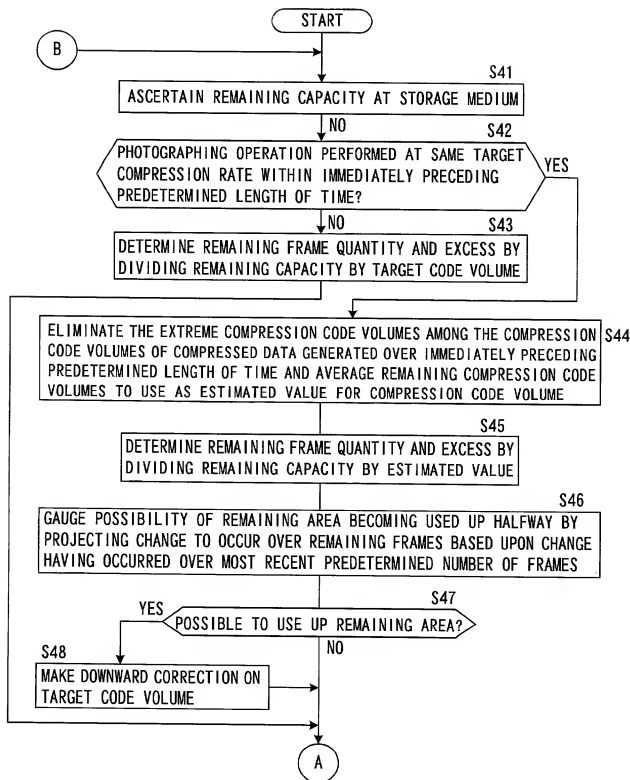 START
B
S41
ASCERTAIN REMAINING CAPACITY AT STORAGE MEDIUM
NO
S42
PHOTOGRAPHING OPERATION PERFORMED AT SAME TARGET
COMPRESSION RATE WITHIN IMMEDIATELY PRECEDING
PREDETERMINED LENGTH OF TIME?
YES
NO
S43
DETERMINE REMAINING FRAME QUANTITY AND EXCESS BY
DIVIDING REMAINING CAPACITY BY TARGET CODE VOLUME
S44
ELIMINATE THE EXTREME COMPRESSION CODE VOLUMES AMONG THE COMPRESSION
CODE VOLUMES OF COMPRESSED DATA GENERATED OVER IMMEDIATELY PRECEDING
PREDETERMINED LENGTH OF TIME AND AVERAGE REMAINING COMPRESSION CODE
VOLUMES TO USE AS ESTIMATED VALUE FOR COMPRESSION CODE VOLUME
S45
DETERMINE REMAINING FRAME QUANTITY AND EXCESS BY
DIVIDING REMAINING CAPACITY BY ESTIMATED VALUE
S46
GAUGE POSSIBILITY OF REMAINING AREA BECOMING USED UP HALFWAY BY
PROJECTING CHANGE TO OCCUR OVER REMAINING FRAMES BASED UPON CHANGE
HAVING OCCURRED OVER MOST RECENT PREDETERMINED NUMBER OF FRAMES
S47
YES
POSSIBLE TO USE UP REMAINING AREA?
NO
S48
MAKE DOWNWARD CORRECTION ON
TARGET CODE VOLUME
A